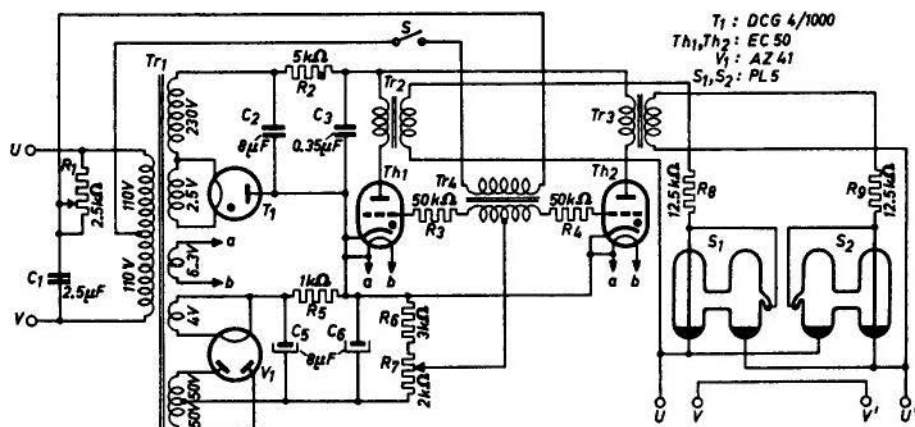 T1 : DCG 4/1000
Th1, Th2 : EC 50
V1 : AZ 41
S1, S2 : PL 5
S
Tr1
5kΩ
R2
Tr2
Tr3
230V
C2
8μF
C3
0.35μF
U
R1
2.5kΩ
110V
110V
2.5V
T1
Th1
Tr4
Th2
50kΩ
R3
50kΩ
R4
R8
12.5kΩ
R9
12.5kΩ
6.3V
a
b
a
b
a
b
S1
S2
C1
2.5μF
V
4V
1kΩ
R5
C5
C6
8μF
R6
3kΩ
R7
2kΩ
V1
50V
50V
U
V
V'
U'